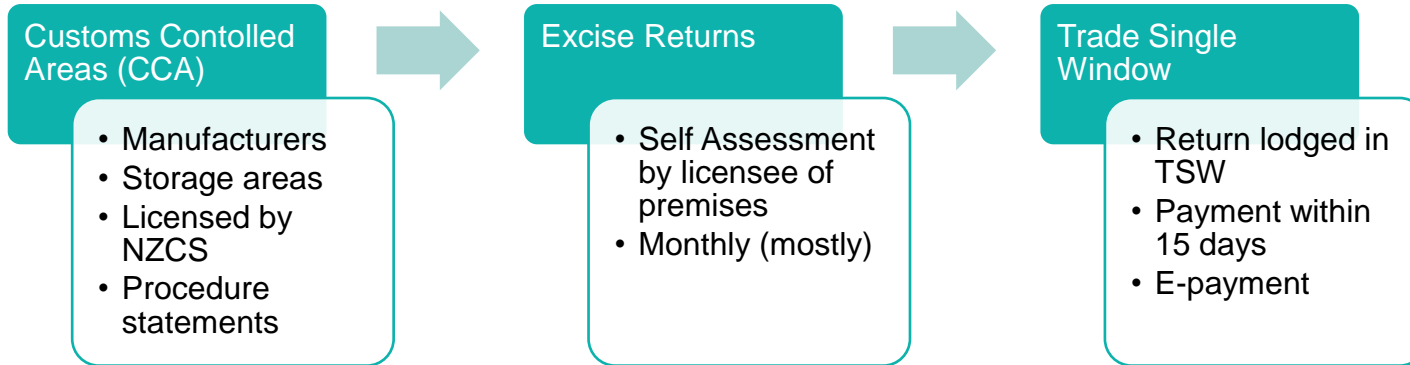 Customs Contolled
Areas (CCA)
• Manufacturers
• Storage areas
• Licensed by
NZCS
• Procedure
statements
Excise Returns
• Self Assessment
by licensee of
premises
• Monthly (mostly)
Trade Single
Window
• Return lodged in
TSW
• Payment within
15 days
• E-payment